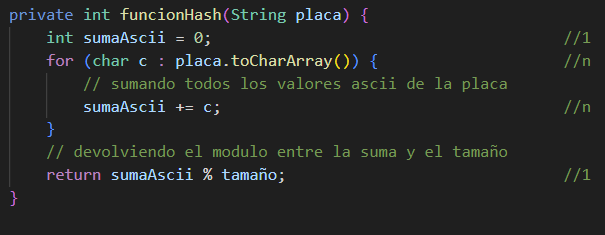 private int funcionHash(String placa) {
int sumaAscii = 0; //1
for (char c : placa.toCharArray()) { //n
// sumando todos los valores ascii de la placa
sumaAscii += c; //n
}
// devolviendo el modulo entre la suma y el tamaño
return sumaAscii % tamaño; //1
}